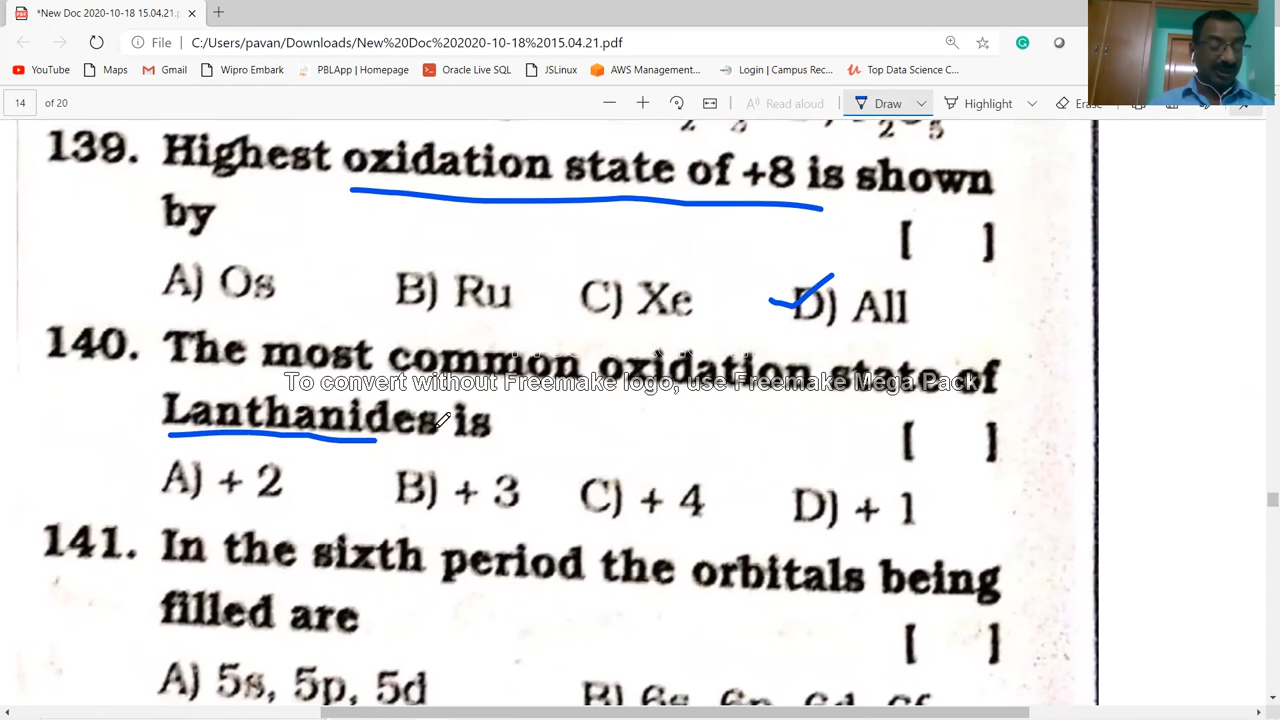 *New Doc 2020-10-18 15.04.21.p
File C:/Users/pavan/Downloads/New%20Doc%202020-10-18%2015.04.21.pdf
YouTube Maps Gmail Wipro Embark PBLApp | Homepage Oracle Live SQL JSLinux AWS Management... Login | Campus Rec... Top Data Science C...
14 of 20 Read aloud Draw Highlight Erase
139. Highest oxidation state of +8 is shown
by [ ]
A) Os B) Ru C) Xe D) All
140. The most common oxidation state of
To convert without Freemake logo, use Freemake Mega Pack
Lanthanides is [ ]
A) + 2 B) + 3 C) + 4 D) + 1
141. In the sixth period the orbitals being
filled are [ ]
A) 5s, 5p, 5d B) 6s, 6p, 6d, 6f